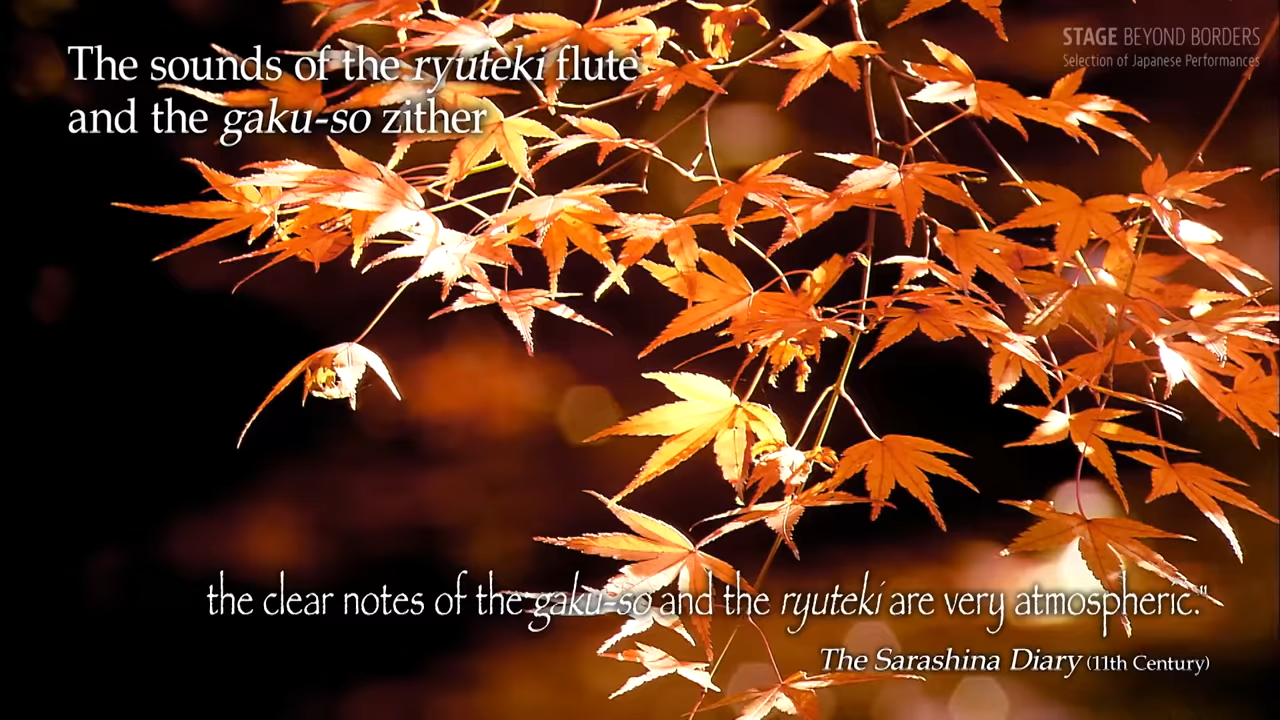 The sounds of the ryuteki flute
and the gaku-so zither
STAGE BEYOND BORDERS
Selection of Japanese Performances
the clear notes of the gaku-so and the ryuteki are very atmospheric."
The Sarashina Diary (11th Century)